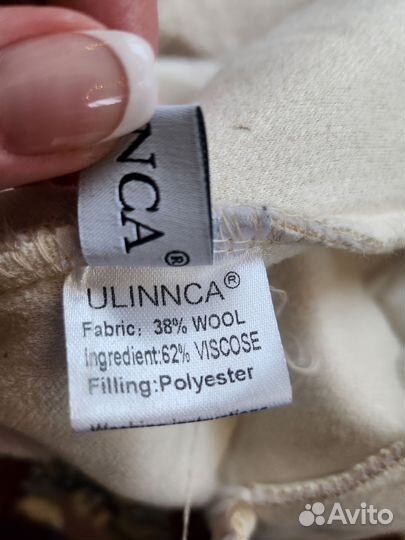 NCA®
ULINNCA®
Fabric: 38% WOOL
Ingredient:62% VISCOSE
Filling:Polyester
Avito